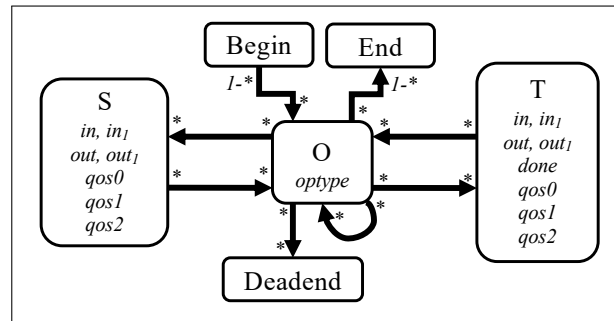 Begin
End
1-*
*
*
1-*
S
in, in₁
out, out₁
qos0
qos1
qos2
*
*
*
*
O
optype
*
*
*
*
T
in, in₁
out, out₁
done
qos0
qos1
qos2
*
*
*
*
Deadend